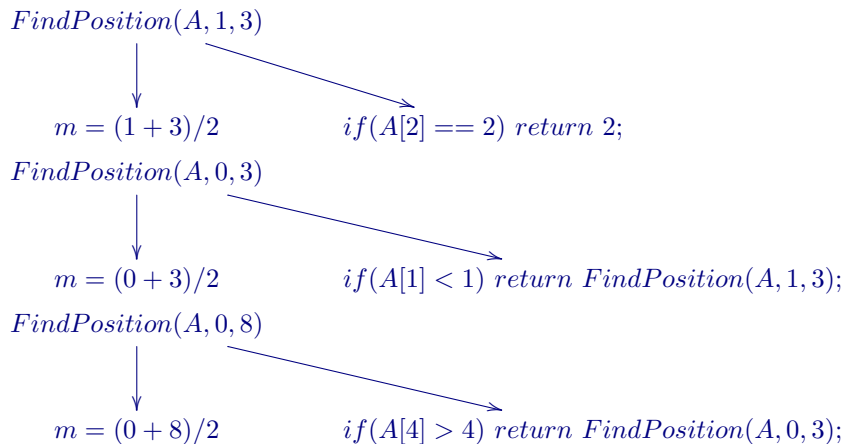 FindPosition(A, 1, 3)
m = (1 + 3)/2 if(A[2] == 2) return 2;
FindPosition(A, 0, 3)
m = (0 + 3)/2 if(A[1] < 1) return FindPosition(A, 1, 3);
FindPosition(A, 0, 8)
m = (0 + 8)/2 if(A[4] > 4) return FindPosition(A, 0, 3);